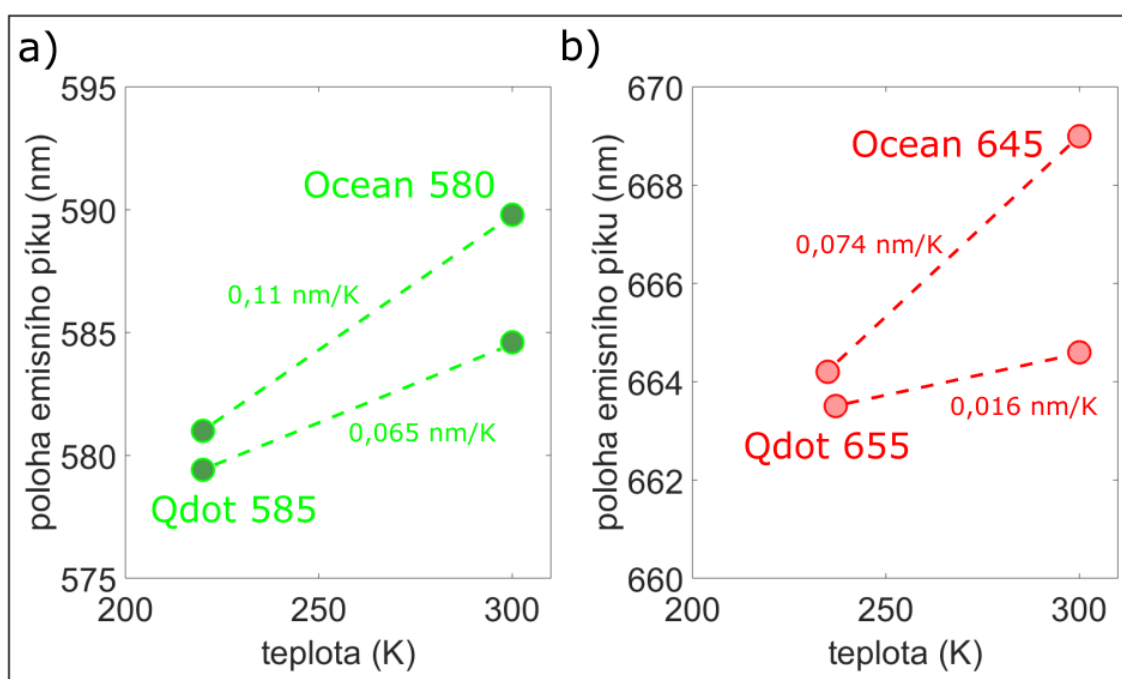 a)
595
590
585
580
575
200
250
300
poloha emisního píku (nm)
teplota (K)
Ocean 580
0,11 nm/K
0,065 nm/K
Qdot 585
b)
670
668
666
664
662
660
200
250
300
poloha emisního píku (nm)
teplota (K)
Ocean 645
0,074 nm/K
0,016 nm/K
Qdot 655